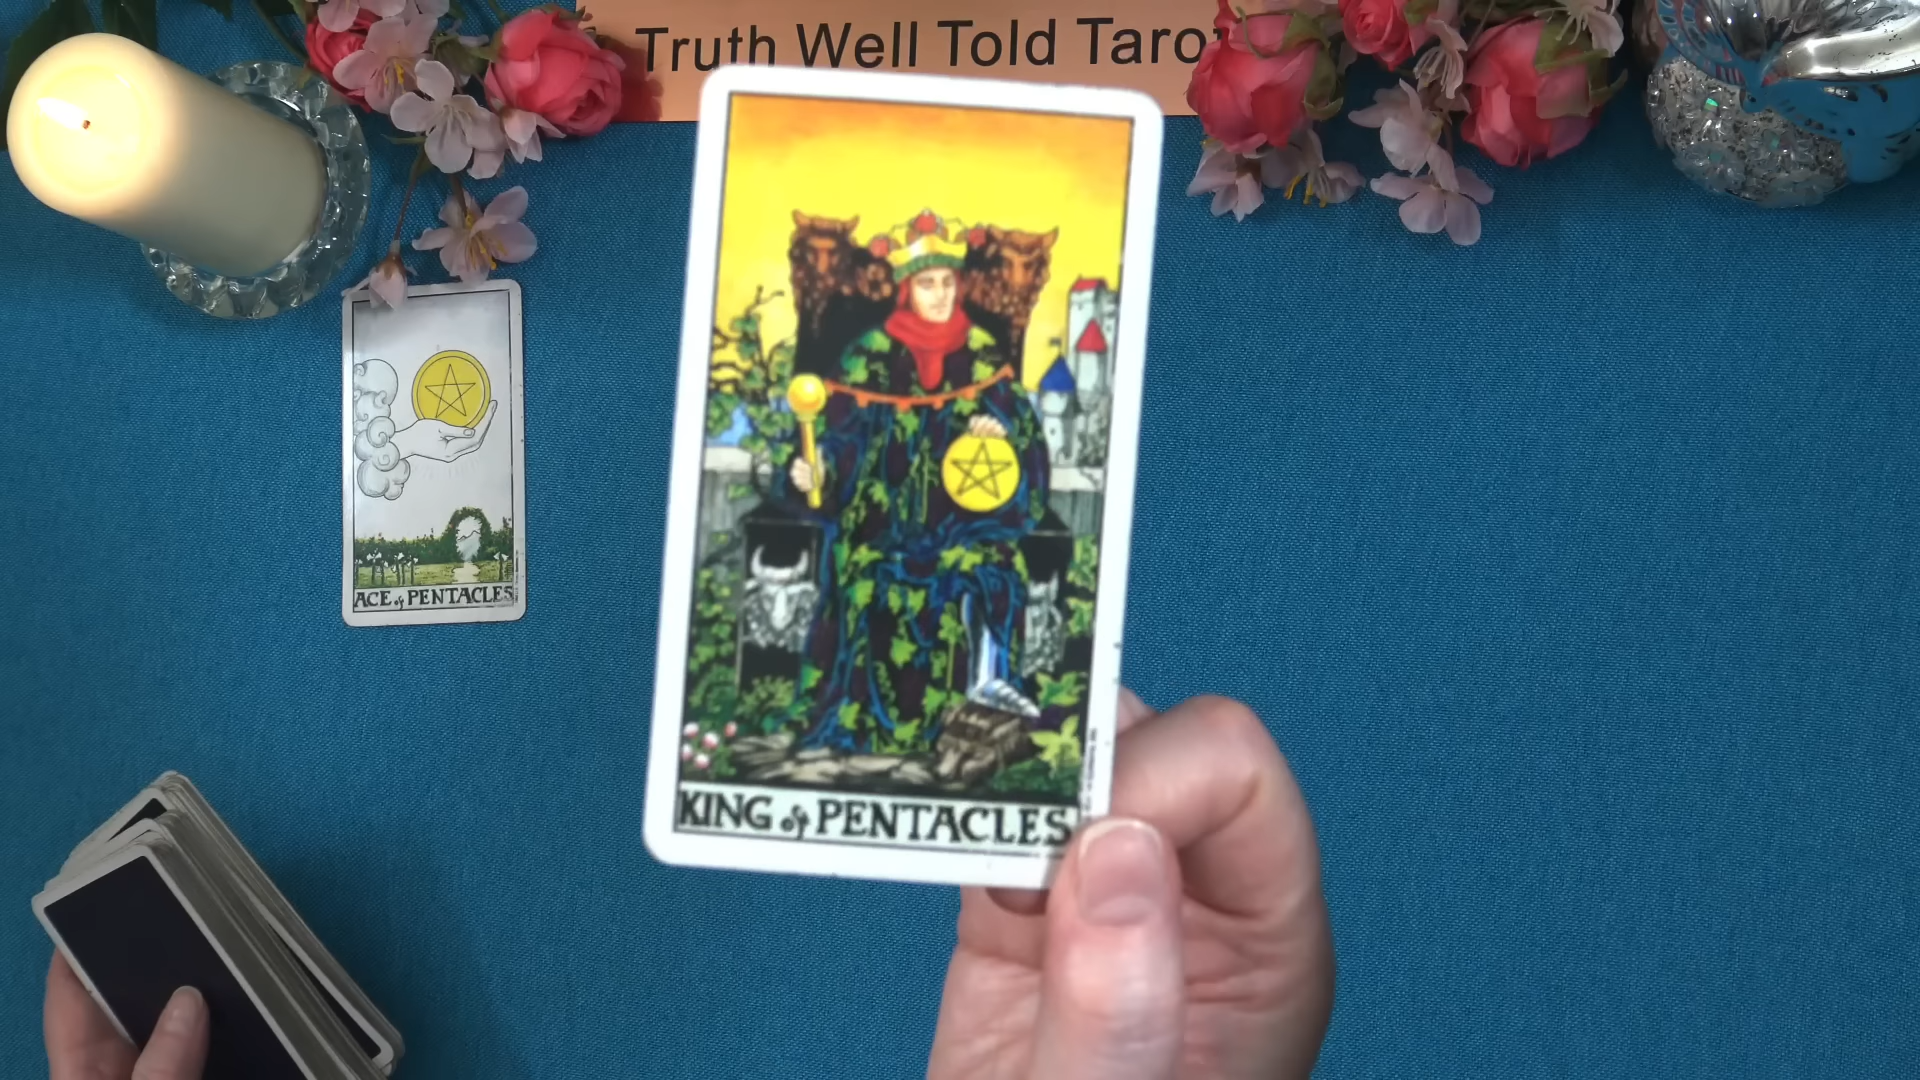 Truth Well Told Taro
ACE of PENTACLES
KING of PENTACLES